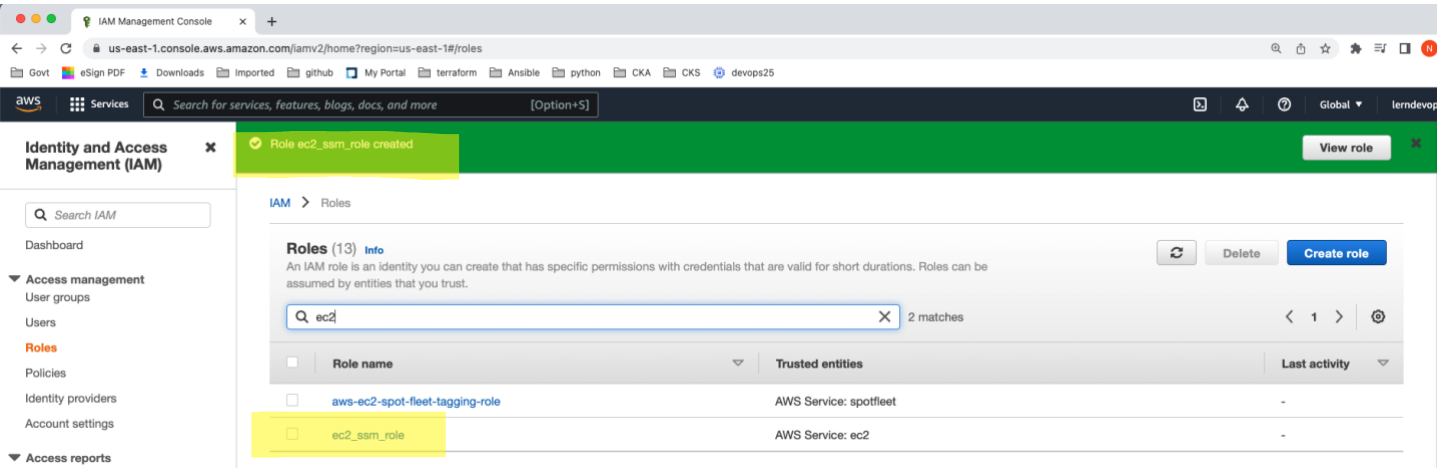 IAM Management Console
us-east-1.console.aws.amazon.com/iamv2/home?region=us-east-1#/roles
N
Govt eSign PDF Downloads Imported github My Portal terraform Ansible python CKA CKS devops25
aws Services Search for services, features, blogs, docs, and more [Option+S] Global lerndevop
Identity and Access Management (IAM)
Role ec2_ssm_role created View role
IAM > Roles
Search IAM
Dashboard
Access management
User groups
Users
Roles
Policies
Identity providers
Account settings
Access reports
Roles (13) Info
An IAM role is an identity you can create that has specific permissions with credentials that are valid for short durations. Roles can be
assumed by entities that you trust.
Delete Create role
ec2 2 matches 1
Role name Trusted entities Last activity
aws-ec2-spot-fleet-tagging-role AWS Service: spotfleet -
ec2_ssm_role AWS Service: ec2 -